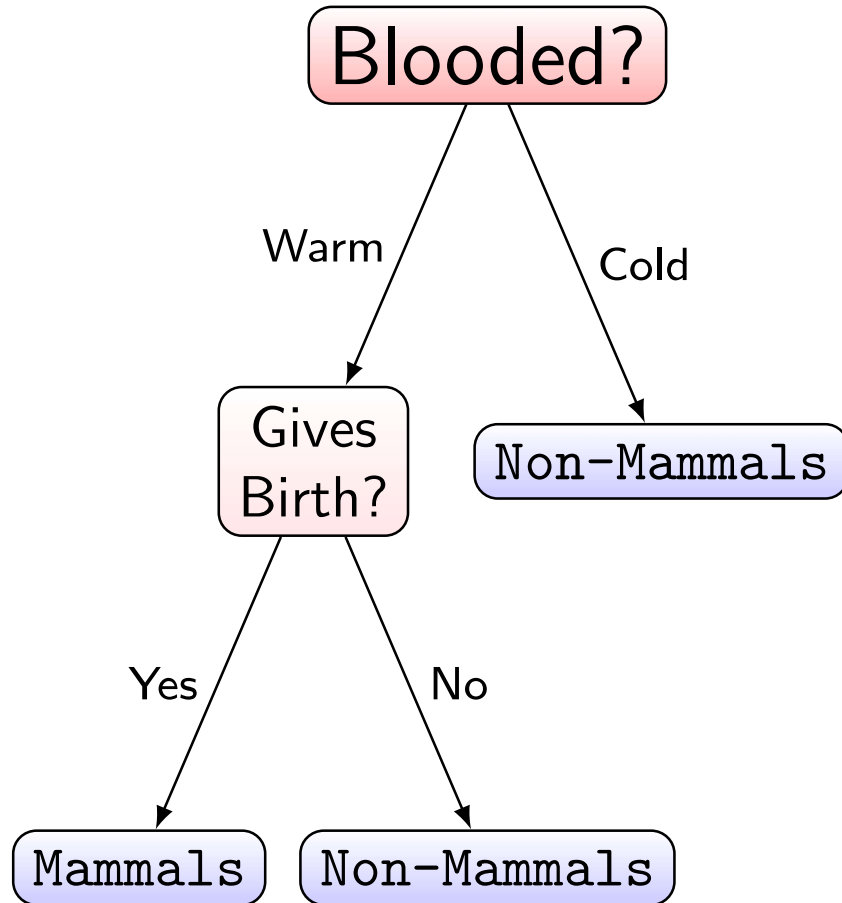 Blooded?
Warm
Cold
Gives
Birth?
Non-Mammals
Yes
No
Mammals
Non-Mammals